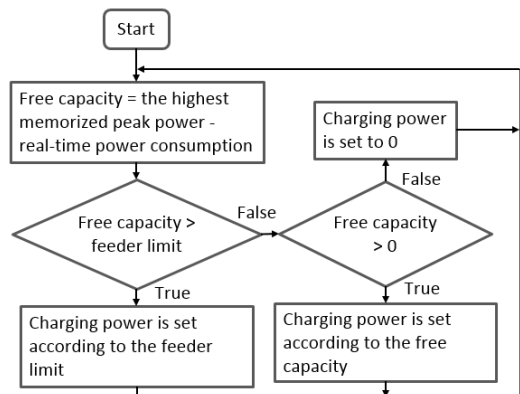 Start
Free capacity = the highest
memorized peak power -
real-time power consumption
Charging power
is set to 0
False
Free capacity >
feeder limit
False
Free capacity
> 0
True
True
Charging power is set
according to the feeder
limit
Charging power is set
according to the free
capacity